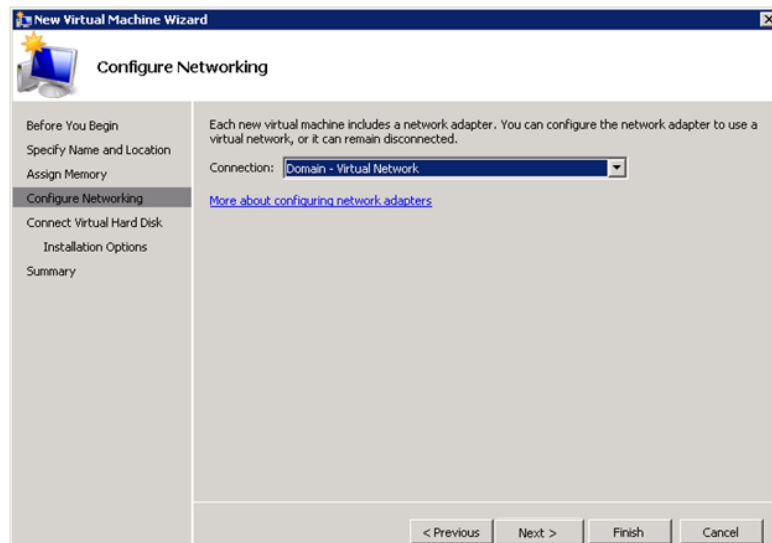 New Virtual Machine Wizard
Configure Networking
Before You Begin
Specify Name and Location
Assign Memory
Configure Networking
Connect Virtual Hard Disk
Installation Options
Summary
Each new virtual machine includes a network adapter. You can configure the network adapter to use a
virtual network, or it can remain disconnected.
Connection: Domain - Virtual Network
More about configuring network adapters
< Previous Next > Finish Cancel